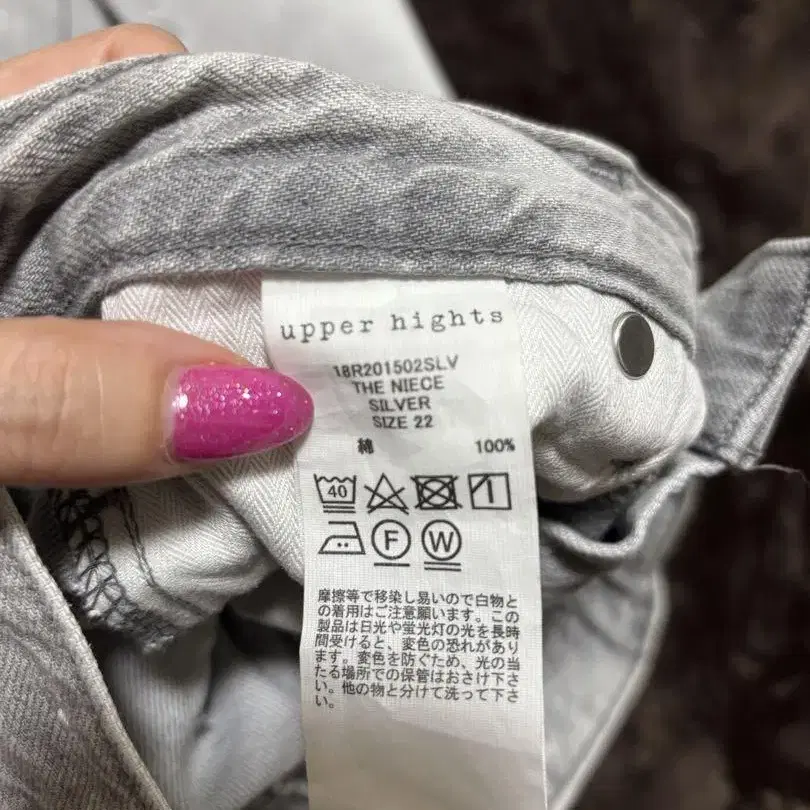 upper hights
18R201502SLV
THE NIECE
SILVER
SIZE 22
綿 100%
40
F W
摩擦等で移染し易いので白物と
の着用はご注意願います。この
製品は日光や蛍光灯の光を長時
間受けると、変色の恐れがあり
ます。変色を防ぐため、光の当
たる場所での保管はおさけ下さ
い。他の物と分けて洗って下さ
い。